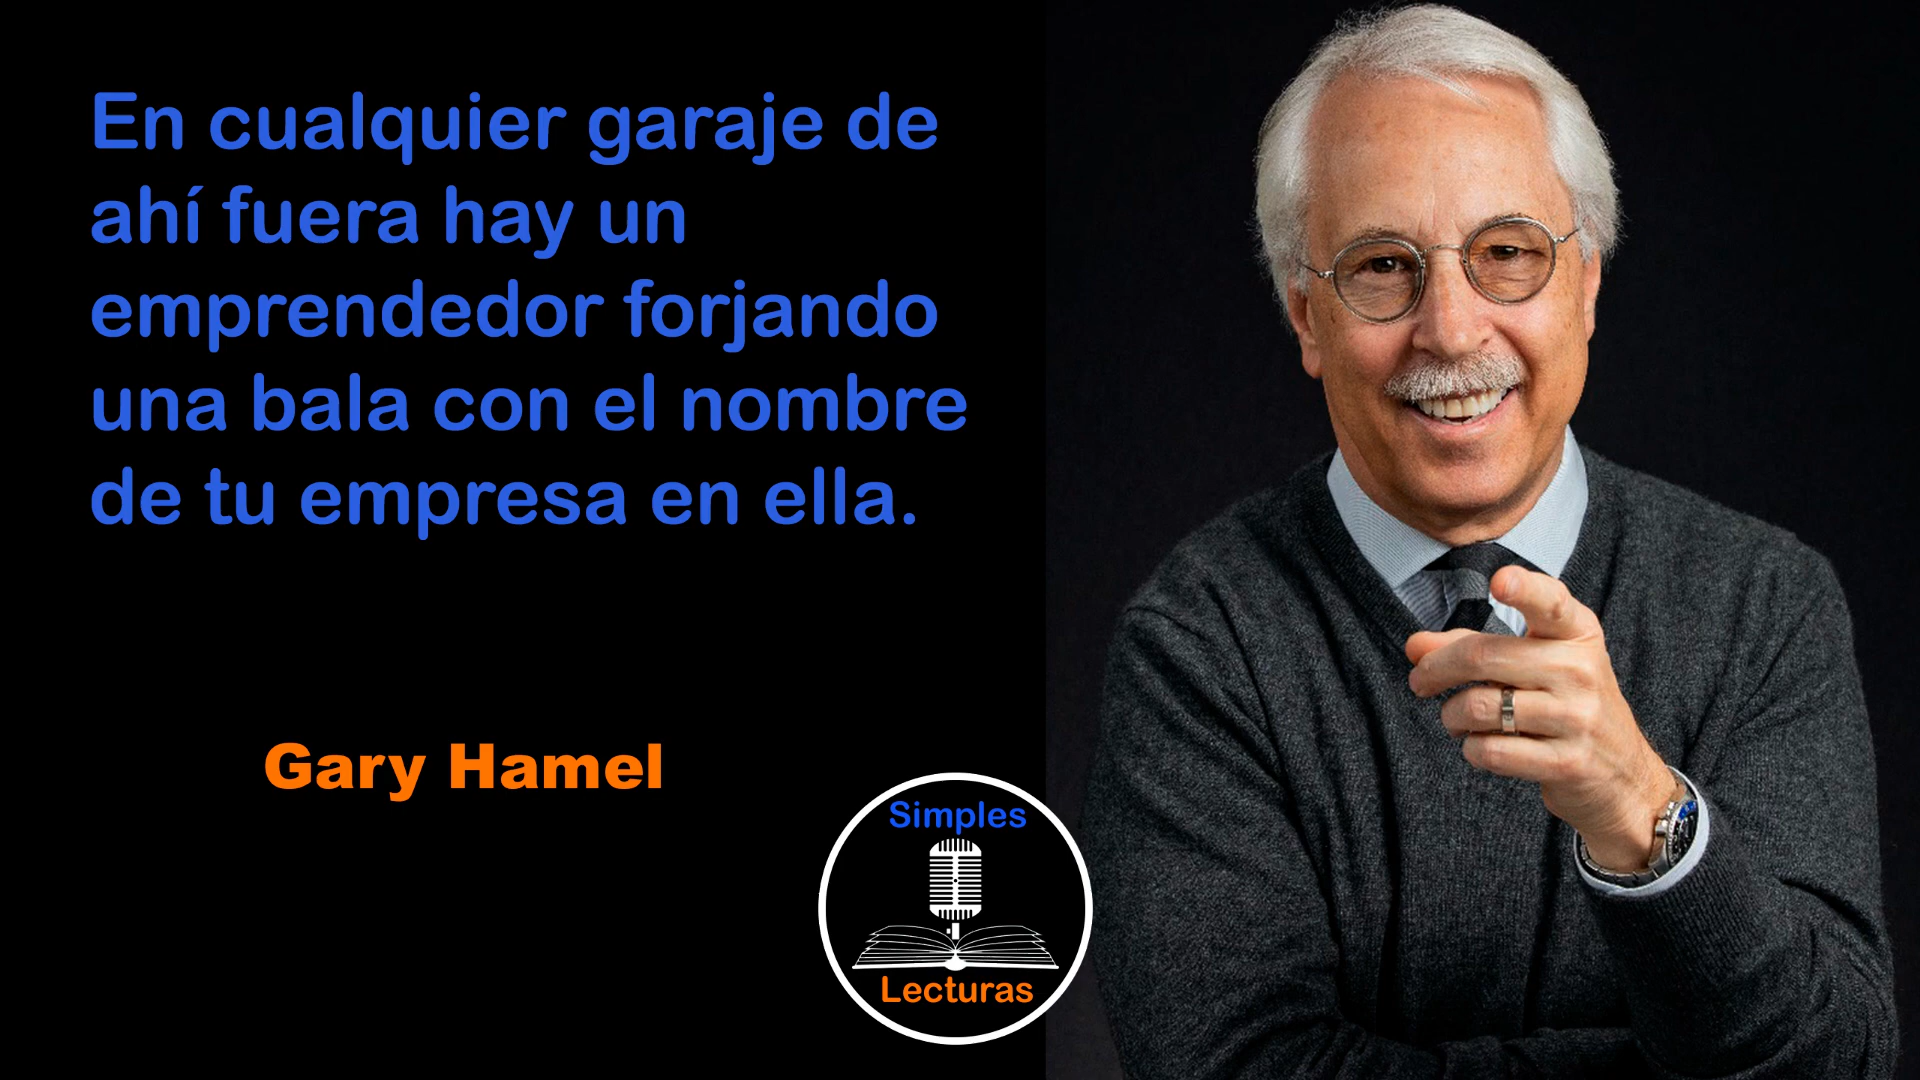 En cualquier garaje de
ahí fuera hay un
emprendedor forjando
una bala con el nombre
de tu empresa en ella.
Gary Hamel
Simples
Lecturas